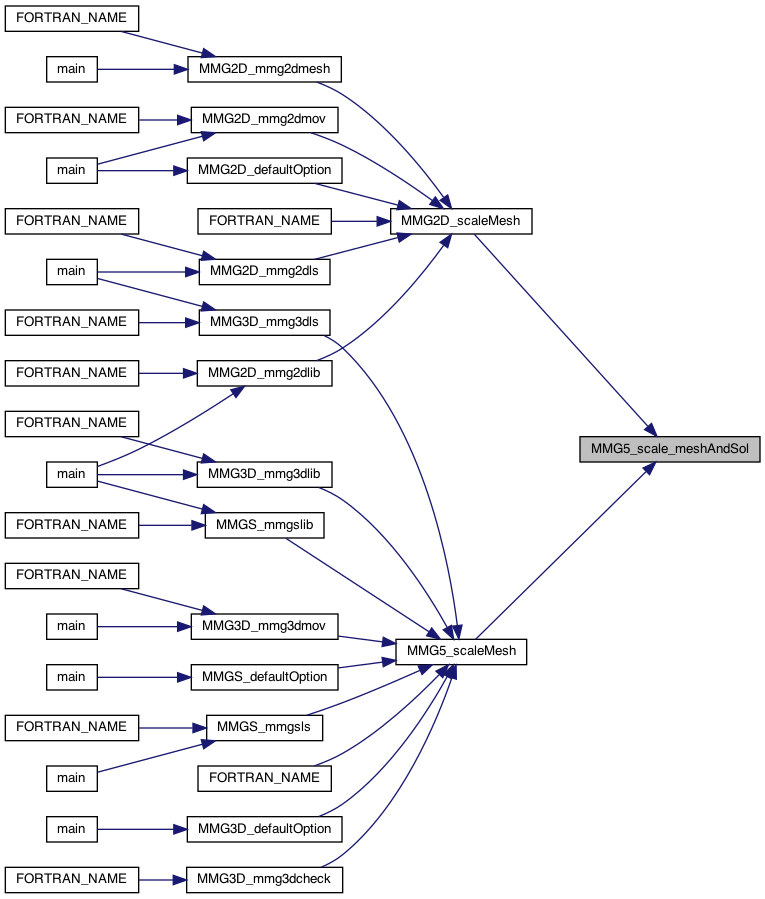 FORTRAN_NAME
main
MMG2D_mmg2dmesh
FORTRAN_NAME
MMG2D_mmg2dmov
main
MMG2D_defaultOption
FORTRAN_NAME
FORTRAN_NAME
MMG2D_scaleMesh
main
MMG2D_mmg2dls
FORTRAN_NAME
MMG3D_mmg3dls
FORTRAN_NAME
MMG2D_mmg2dlib
FORTRAN_NAME
MMG5_scale_meshAndSol
main
MMG3D_mmg3dlib
FORTRAN_NAME
MMGS_mmgslib
FORTRAN_NAME
main
MMG3D_mmg3dmov
MMG5_scaleMesh
main
MMGS_defaultOption
FORTRAN_NAME
MMGS_mmgsls
main
FORTRAN_NAME
main
MMG3D_defaultOption
FORTRAN_NAME
MMG3D_mmg3dcheck